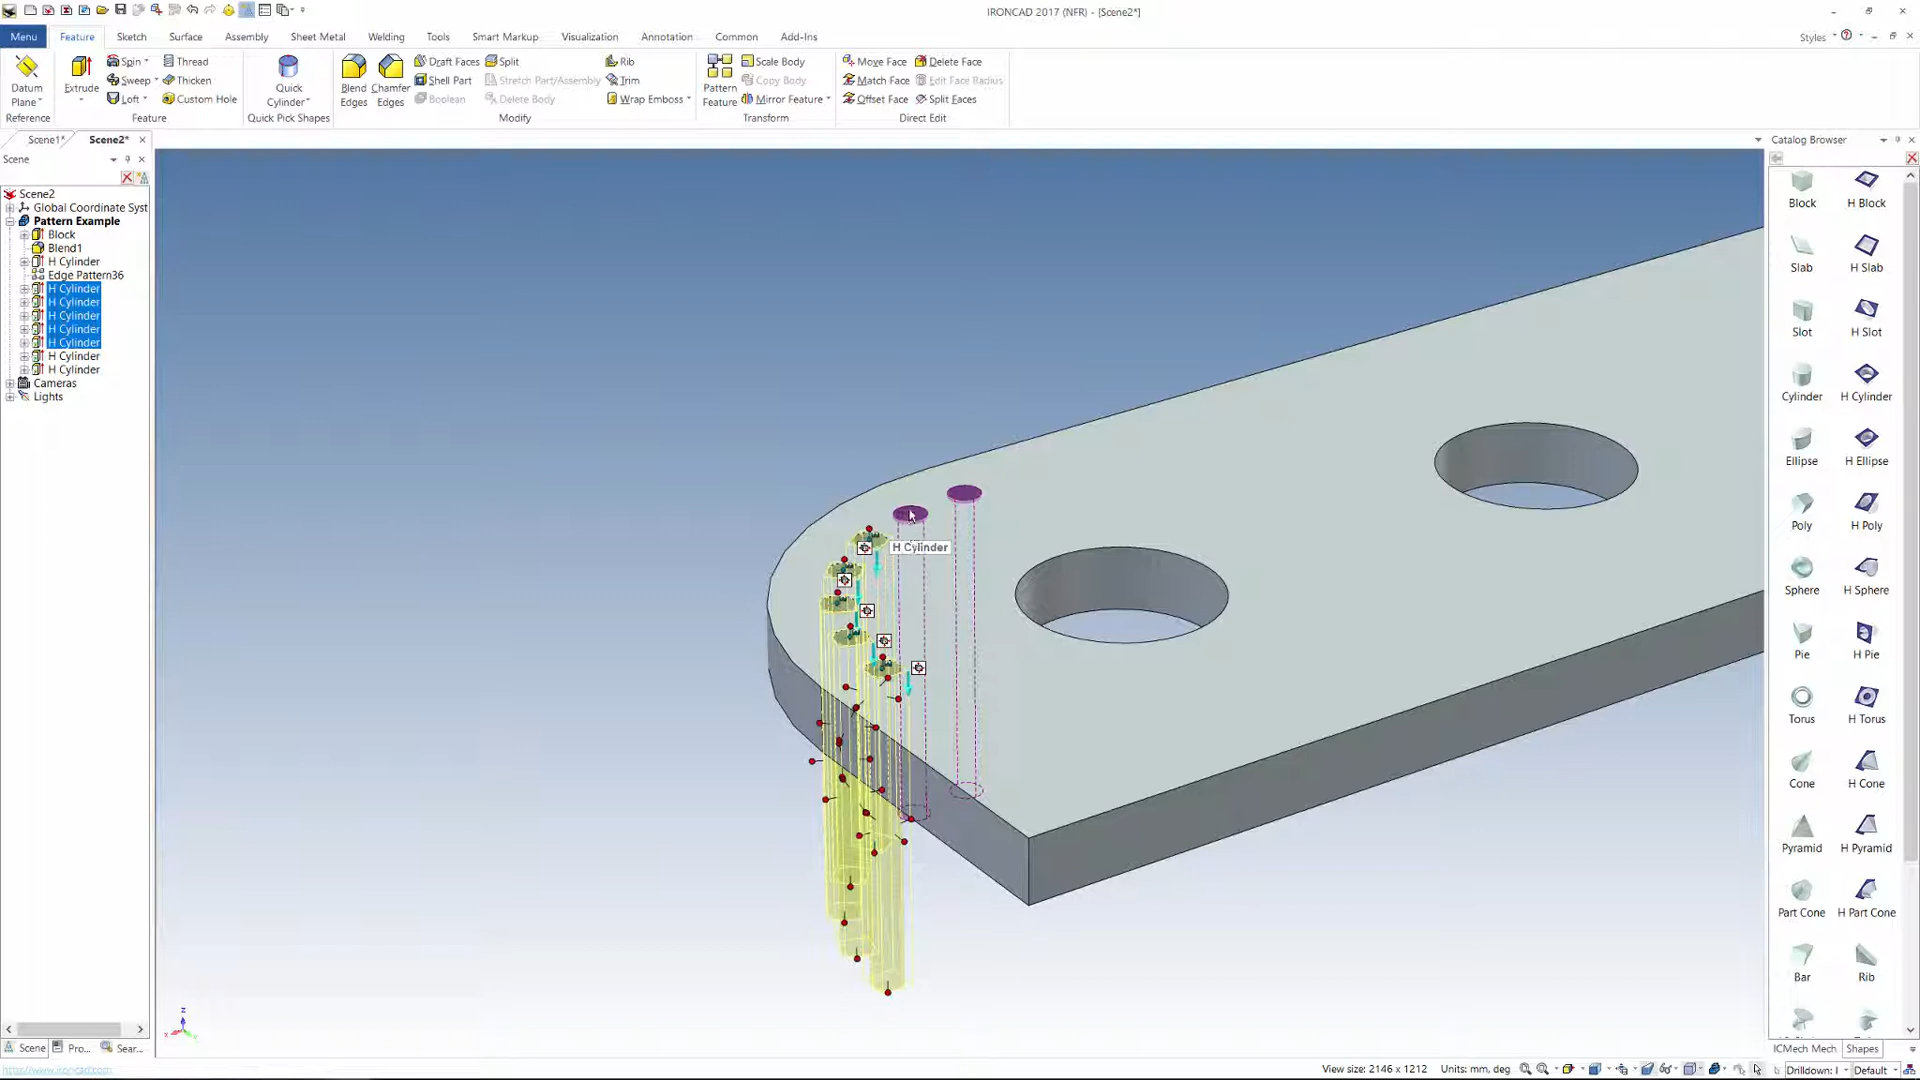 IRONCAD 2017 (NFR) - [Scene2*]
Menu Feature Sketch Surface Assembly Sheet Metal Welding Tools Smart Markup Visualization Annotation Common Add-Ins Styles
Datum Plane
Reference
Extrude
Spin
Sweep
Loft
Thread
Thicken
Custom Hole
Feature
Quick Cylinder
Quick Pick Shapes
Blend Edges
Chamfer Edges
Draft Faces
Shell Part
Boolean
Split
Stretch Part/Assembly
Delete Body
Rib
Trim
Wrap Emboss
Modify
Pattern Feature
Scale Body
Copy Body
Mirror Feature
Transform
Move Face
Match Face
Offset Face
Delete Face
Edit Face Radius
Split Faces
Direct Edit
Scene1* Scene2*
Scene
Scene2
Global Coordinate Syst
Pattern Example
Block
Blend1
H Cylinder
Edge Pattern36
H Cylinder
H Cylinder
H Cylinder
H Cylinder
H Cylinder
H Cylinder
H Cylinder
Cameras
Lights
H Cylinder
Catalog Browser
Block H Block
Slab H Slab
Slot H Slot
Cylinder H Cylinder
Ellipse H Ellipse
Poly H Poly
Sphere H Sphere
Pie H Pie
Torus H Torus
Cone H Cone
Pyramid H Pyramid
Part Cone H Part Cone
Bar Rib
ICMech Mech Shapes
Scene Pro... Sear...
http://www.ironcad.com
View size: 2146 x 1212 Units: mm, deg Drilldown: I Default